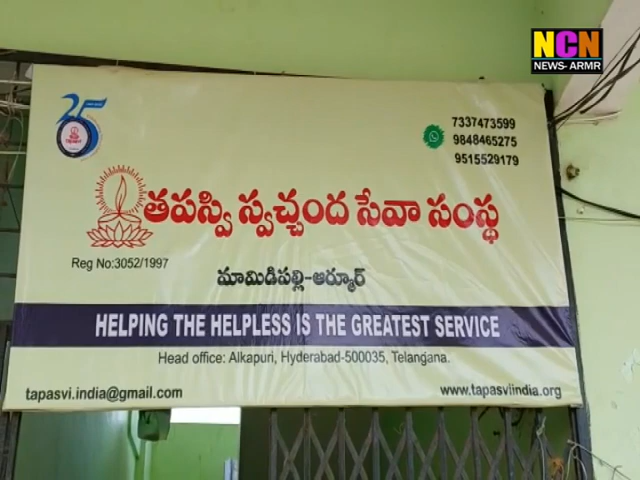 NCN
NEWS- ARMR
25
7337473599
9848465275
9515529179
తపస్వి స్వచ్ఛంద సేవా సంస్థ
Reg No:3052/1997
మామిడిపల్లి-ఆర్మూర్
HELPING THE HELPLESS IS THE GREATEST SERVICE
Head office: Alkapuri, Hyderabad-500035, Telangana.
tapasvi.india@gmail.com
www.tapasviindia.org